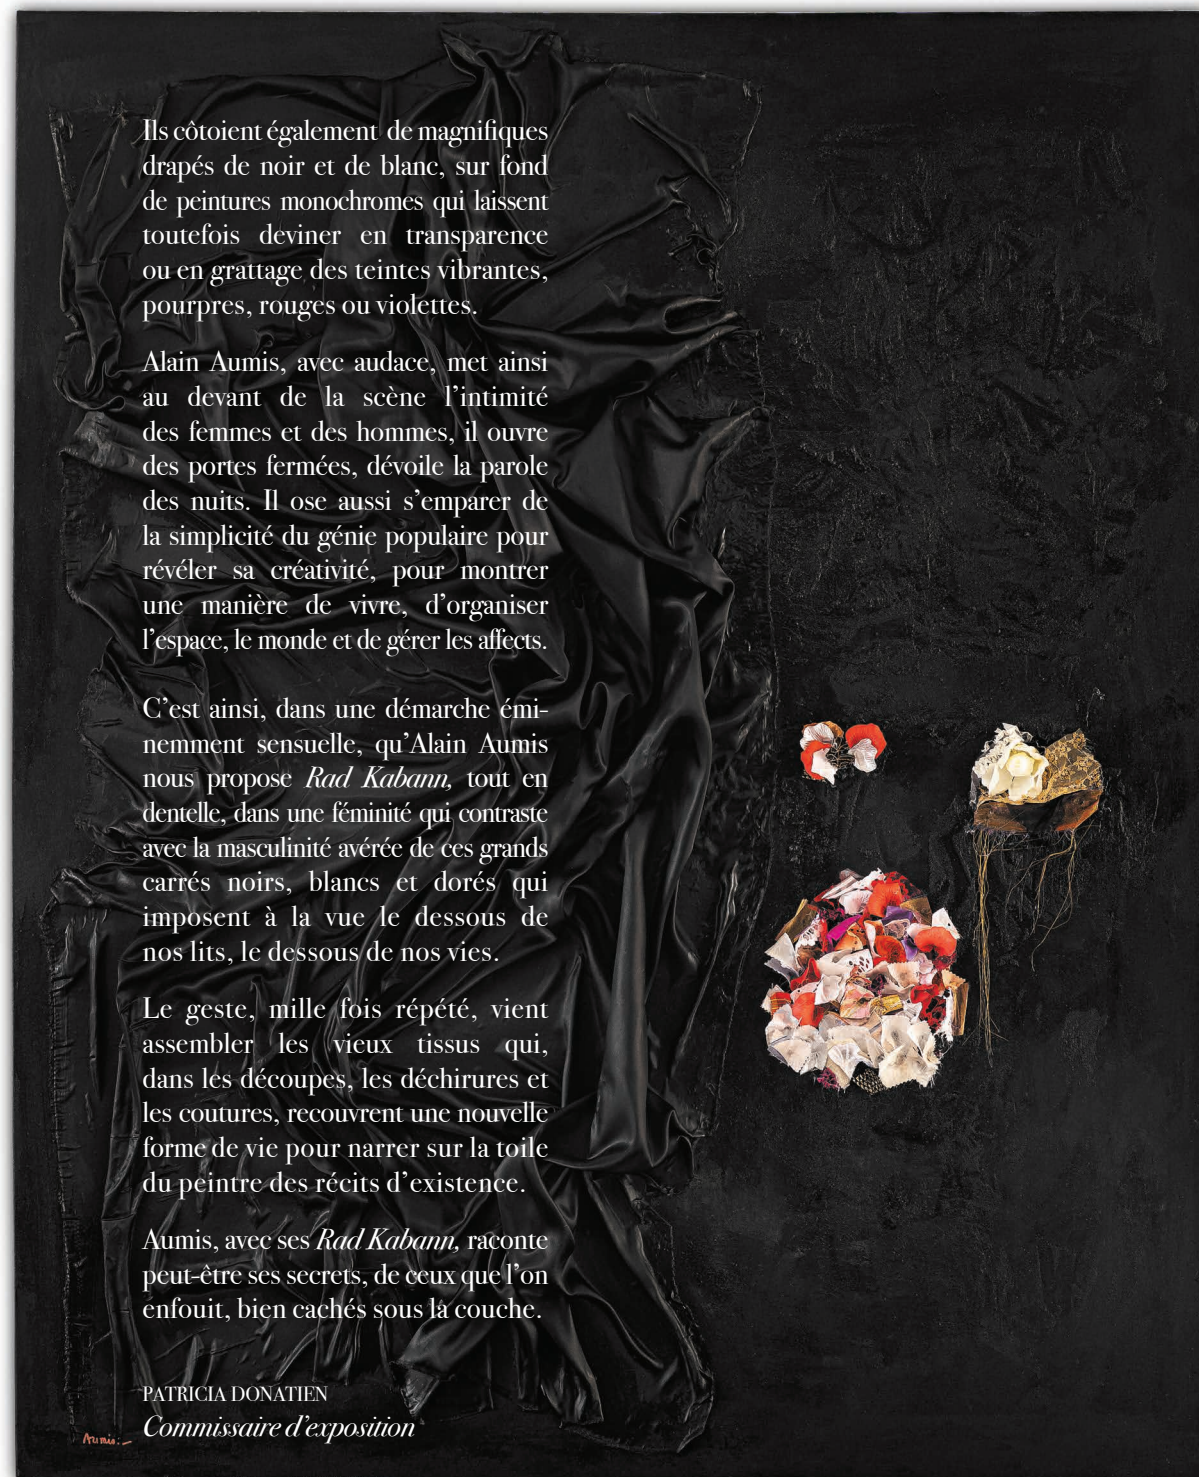 Ils côtoient également de magnifiques
drapés de noir et de blanc, sur fond
de peintures monochromes qui laissent
toutefois deviner en transparence
ou en grattage des teintes vibrantes,
pourpres, rouges ou violettes.
Alain Aumis, avec audace, met ainsi
au devant de la scène l’intimité
des femmes et des hommes, il ouvre
des portes fermées, dévoile la parole
des nuits. Il ose aussi s’emparer de
la simplicité du génie populaire pour
révéler sa créativité, pour montrer
une manière de vivre, d’organiser
l’espace, le monde et de gérer les affects.
C’est ainsi, dans une démarche émi-
nemment sensuelle, qu’Alain Aumis
nous propose Rad Kabann, tout en
dentelle, dans une féminité qui contraste
avec la masculinité avérée de ces grands
carrés noirs, blancs et dorés qui
imposent à la vue le dessous de
nos lits, le dessous de nos vies.
Le geste, mille fois répété, vient
assembler les vieux tissus qui,
dans les découpes, les déchirures et
les coutures, recouvrent une nouvelle
forme de vie pour narrer sur la toile
du peintre des récits d’existence.
Aumis, avec ses Rad Kabann, raconte
peut-être ses secrets, de ceux que l’on
enfouit, bien cachés sous la couche.
PATRICIA DONATIEN
Commissaire d’exposition
Aumis.-